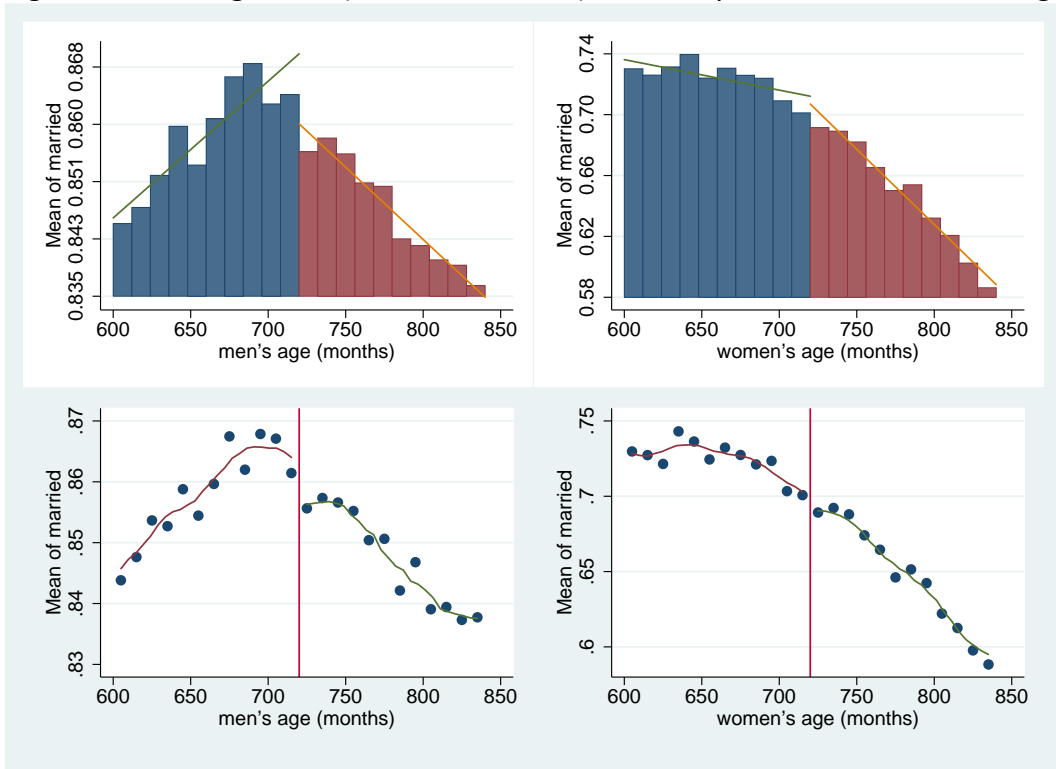 0.868
0.860
0.851
0.843
0.835
Mean of married
600 650 700 750 800 850
men's age (months)
0.74
0.70
0.66
0.62
0.58
Mean of married
600 650 700 750 800 850
women's age (months)
.87
.86
.85
.84
.83
Mean of married
600 650 700 750 800 850
men's age (months)
.75
.7
.65
.6
Mean of married
600 650 700 750 800 850
women's age (months)